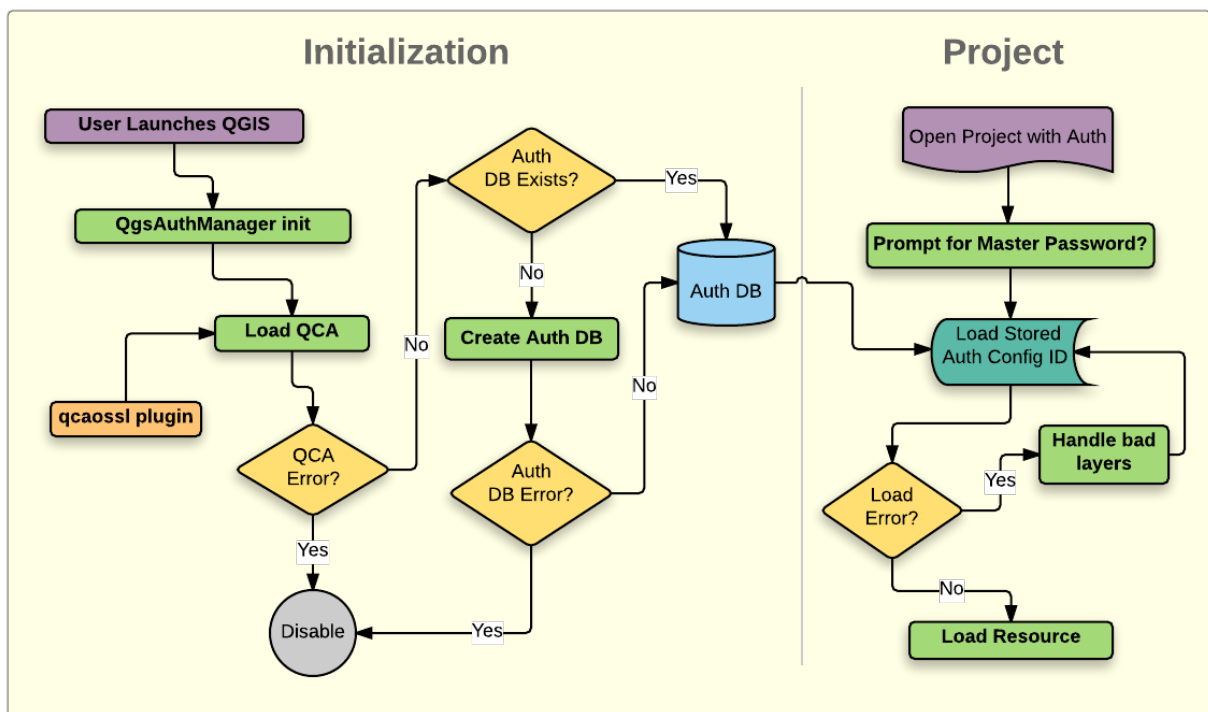 Initialization
Project
User Launches QGIS
QgsAuthManager init
Load QCA
qcaossl plugin
QCA
Error?
Yes
Disable
No
Auth
DB Exists?
Yes
No
Create Auth DB
Auth
DB Error?
No
Yes
Auth DB
Open Project with Auth
Prompt for Master Password?
Load Stored
Auth Config ID
Handle bad
layers
Load
Error?
Yes
No
Load Resource